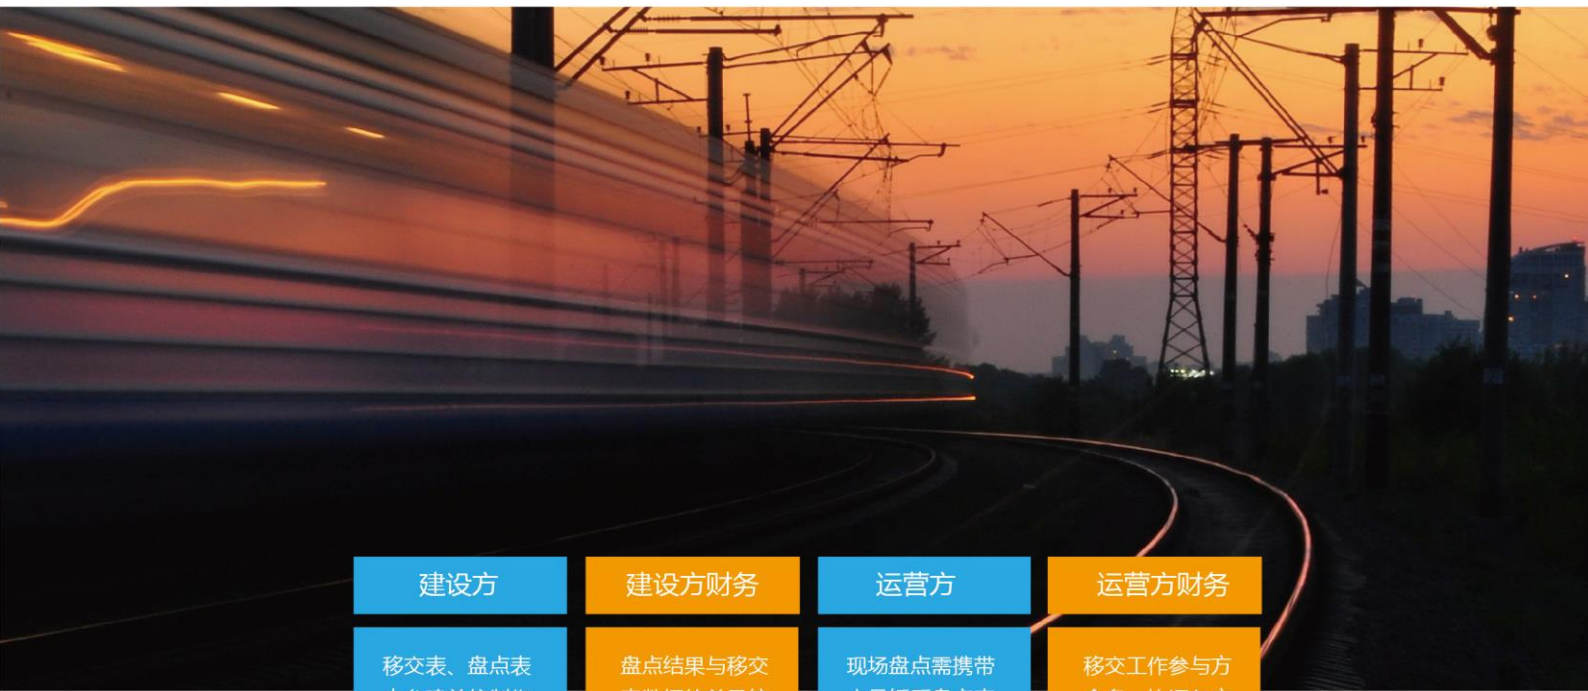 建设方
建设方财务
运营方
运营方财务
移交表、盘点表
盘点结果与移交
现场盘点需携带
移交工作参与方